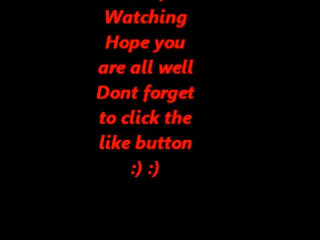 Watching
Hope you
are all well
Dont forget
to click the
like button
:) :)